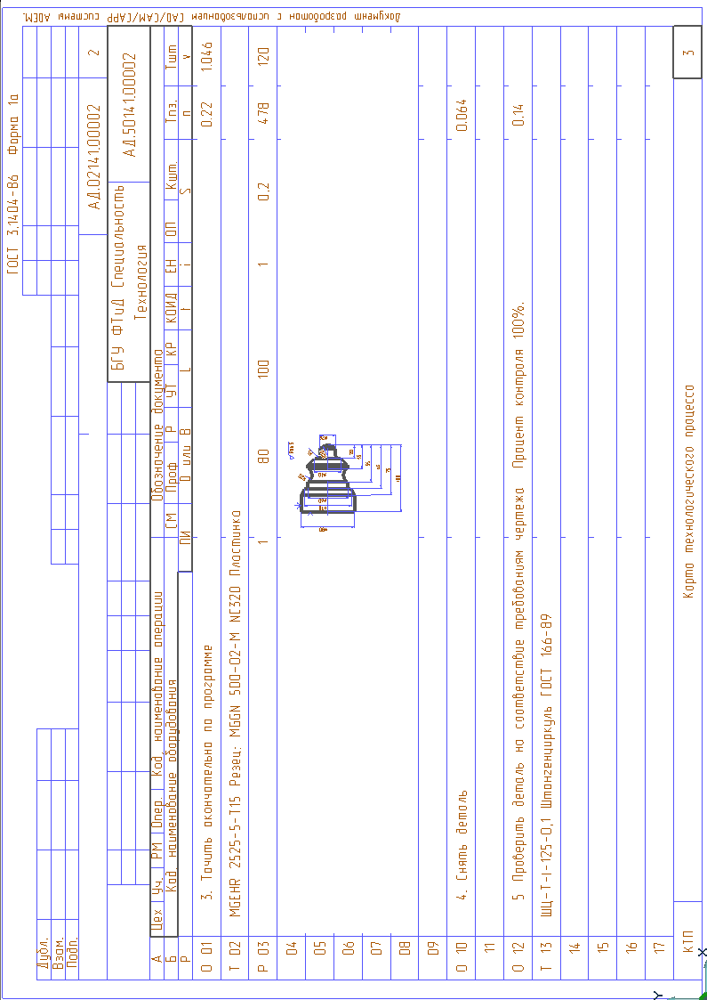 ГОСТ 3.1404-86 Форма 1а
Дубл.
Взам.
Подп.
АД.02141.00002 2
БГУ ФТиД Специальность
Технология
АД.50141.00002
А Цех Уч. РМ Опер. Код, наименование операции Обозначение документа
Б Код, наименование оборудования СМ Проф. Р УТ КР КОИД ЕН ОП Кшт. Тпз. Тшт.
Р ПИ D или B L t i S n v
О 01 3. Точить окончательно по программе 0.22 1.046
Т 02 MGEHR 2525-5-T15 Резец; MGGN 500-02-M NC320 Пластинка
Р 03 1 80 100 1 0,2 478 120
04
05
06
07
08
09
О 10 4. Снять деталь 0.064
11
О 12 5 Проверить деталь на соответствие требованиям чертежа Процент контроля 100%. 0.14
Т 13 ШЦ-Т-I-125-0,1 Штангенциркуль ГОСТ 166-89
14
15
16
17
КТП Карта технологического процесса 3
Документ разработан с использованием CAD/CAM/CAPP системы ADEM.
Y
X